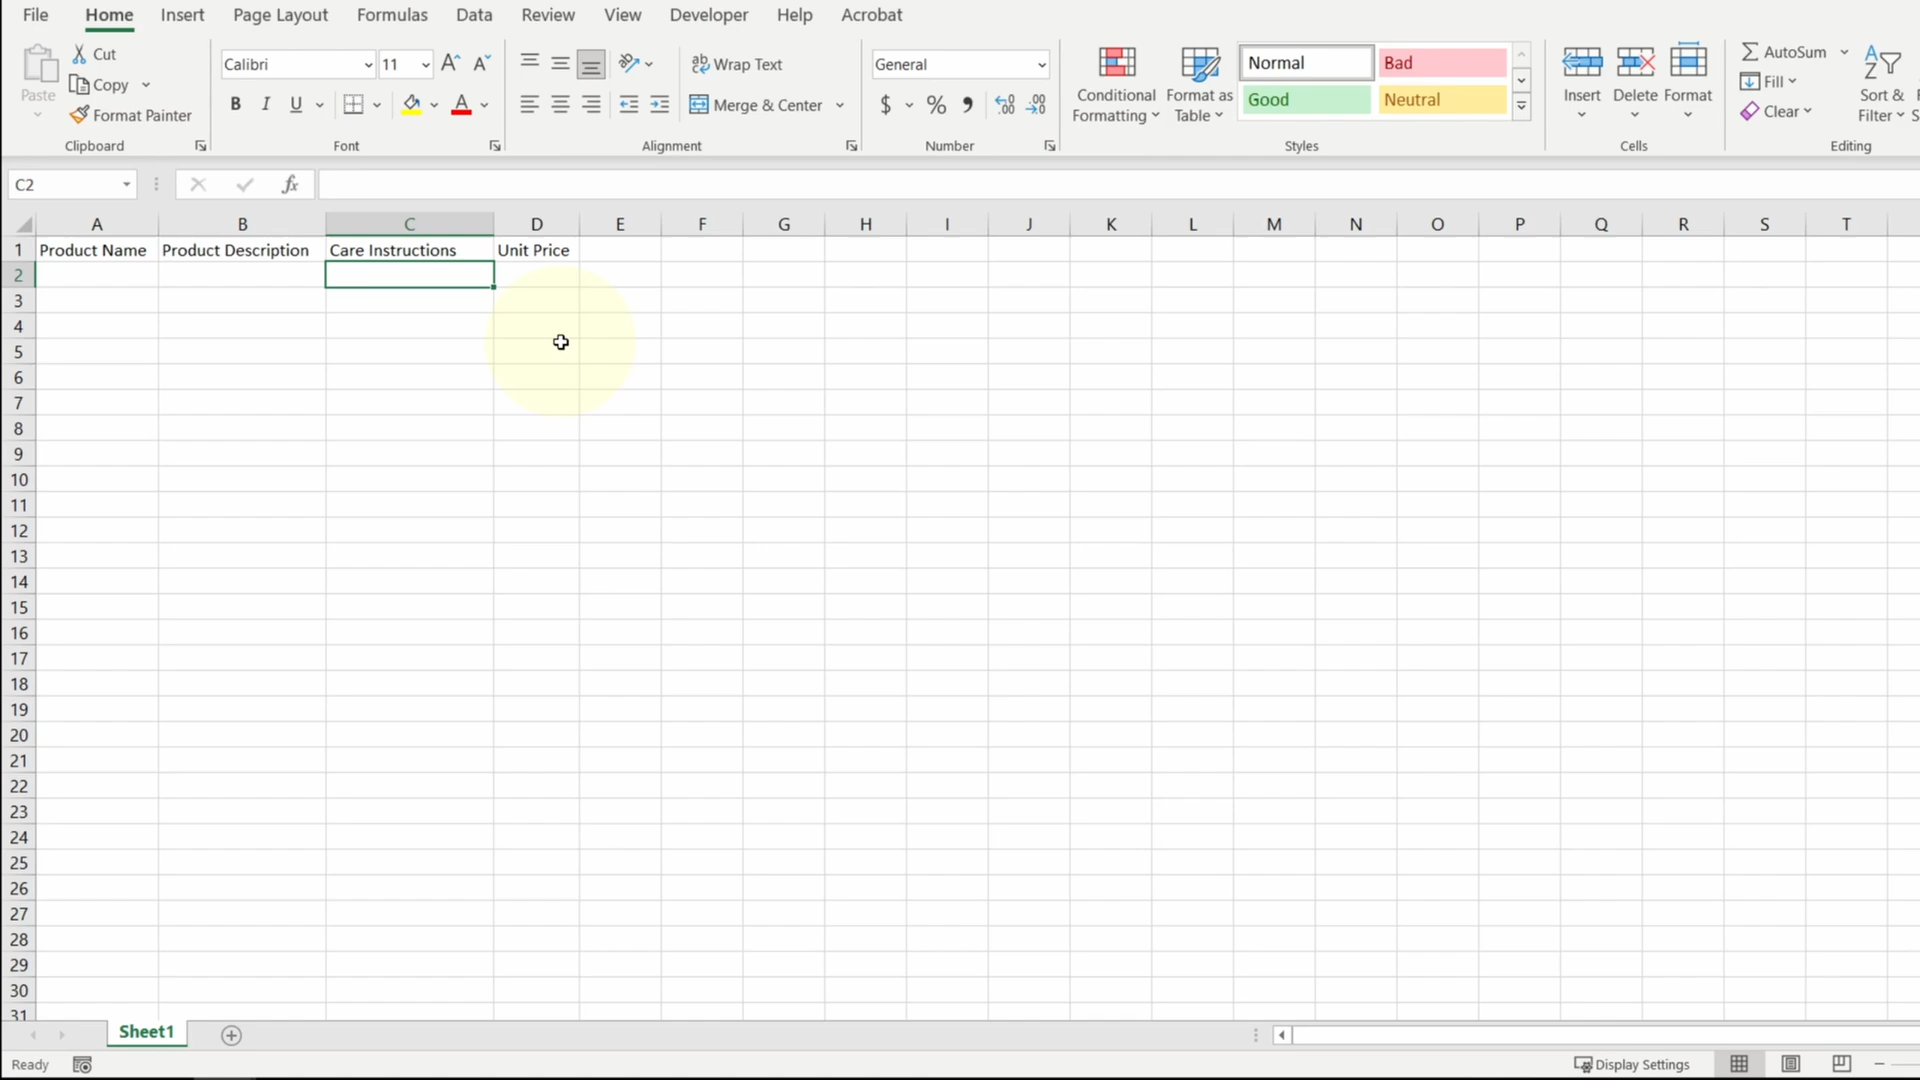 File Home Insert Page Layout Formulas Data Review View Developer Help Acrobat
Paste
Cut
Copy
Format Painter
Clipboard
Calibri 11
B I U
Font
Wrap Text
Merge & Center
Alignment
General
$ % ,
Number
Conditional
Formatting
Format as
Table
Normal Bad
Good Neutral
Styles
Insert Delete Format
Cells
AutoSum
Fill
Clear
Sort &
Filter
Editing
C2 fx
A B C D E F G H I J K L M N O P Q R S T
1 Product Name Product Description Care Instructions Unit Price
2
3
4
5
6
7
8
9
10
11
12
13
14
15
16
17
18
19
20
21
22
23
24
25
26
27
28
29
30
31
Sheet1
Ready Display Settings